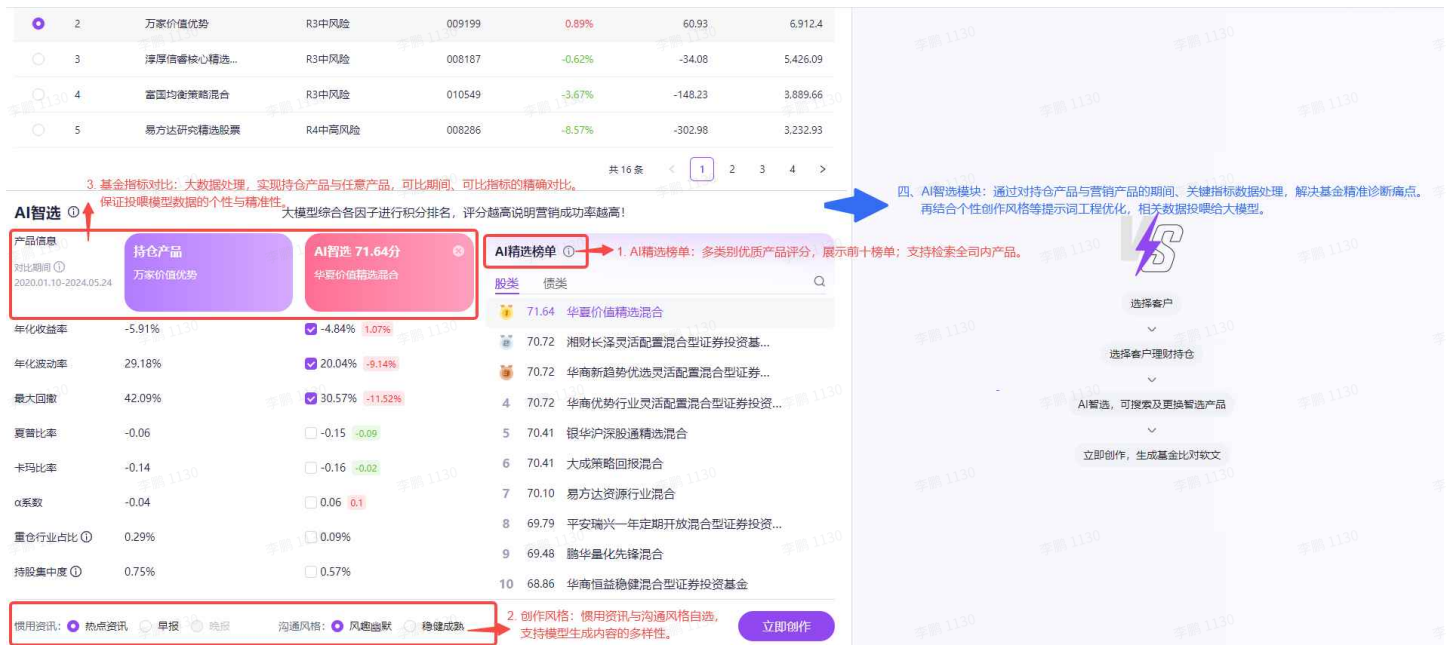 2 万家价值优势 R3中风险 009199 0.89% 60.93 6,912.4
3 淳厚信睿核心精选... R3中风险 008187 -0.62% -34.08 5,426.09
4 富国均衡策略混合 R3中风险 010549 -3.67% -148.23 3,889.66
5 易方达研究精选股票 R4中高风险 008286 -8.57% -302.98 3,232.93
共 16 条 < 1 2 3 4 >
3. 基金指标对比：大数据处理，实现持仓产品与任意产品，可比期间、可比指标的精确对比。
保证投喂模型数据的个性与精准性。
AI智选 大模型综合各因子进行积分排名，评分越高说明营销成功率越高！
产品信息
对比期间
2020.01.10-2024.05.24
持仓产品
万家价值优势
AI智选 71.64分
华夏价值精选混合
年化收益率 -5.91% -4.84% 1.07%
年化波动率 29.18% 20.04% -9.14%
最大回撤 42.09% 30.57% -11.52%
夏普比率 -0.06 -0.15 -0.09
卡玛比率 -0.14 -0.16 -0.02
α系数 -0.04 0.06 0.1
重仓行业占比 0.29% 0.09%
持股集中度 0.75% 0.57%
AI精选榜单
1. AI精选榜单：多类别优质产品评分，展示前十榜单；支持检索全司内产品。
股类 债类
1 71.64 华夏价值精选混合
2 70.72 湘财长泽灵活配置混合型证券投资基...
3 70.72 华商新趋势优选灵活配置混合型证券...
4 70.72 华商优势行业灵活配置混合型证券投资...
5 70.41 银华沪深股通精选混合
6 70.41 大成策略回报混合
7 70.10 易方达资源行业混合
8 69.79 平安瑞兴一年定期开放混合型证券投资...
9 69.48 鹏华量化先锋混合
10 68.86 华商恒益稳健混合型证券投资基金
惯用资讯： 热点资讯 早报 晚报 沟通风格： 风趣幽默 稳健成熟
2. 创作风格：惯用资讯与沟通风格自选，
支持模型生成内容的多样性。
立即创作
四、AI智选模块：通过对持仓产品与营销产品的期间、关键指标数据处理，解决基金精准诊断痛点。
再结合个性创作风格等提示词工程优化，相关数据投喂给大模型。
VS
选择客户
选择客户理财持仓
AI智选，可搜索及更换智选产品
立即创作，生成基金比对软文
李鹏 1130